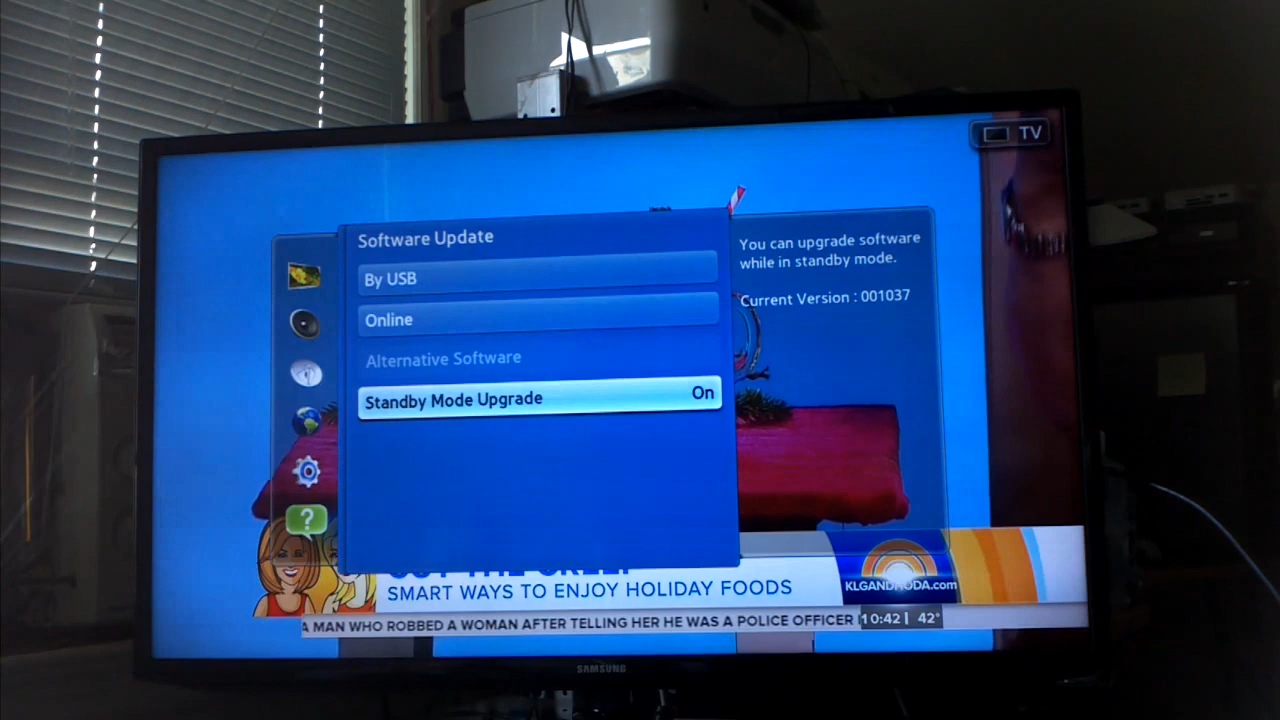 TV
Software Update
By USB
Online
Alternative Software
Standby Mode Upgrade On
You can upgrade software
while in standby mode.
Current Version : 001037
?
SMART WAYS TO ENJOY HOLIDAY FOODS
KLGANDHODA.com
A MAN WHO ROBBED A WOMAN AFTER TELLING HER HE WAS A POLICE OFFICER
10:42 | 42°
SAMSUNG